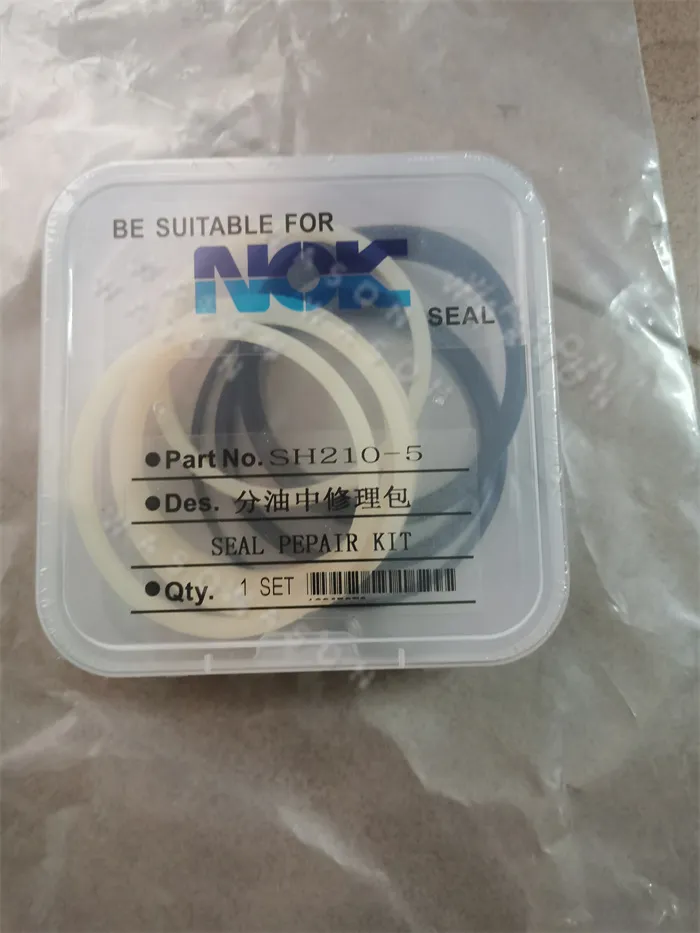 BE SUITABLE FOR
NOK
SEAL
●Part No. SH210-5
●Des. 分油中修理包
SEAL PEPAIR KIT
●Qty. 1 SET